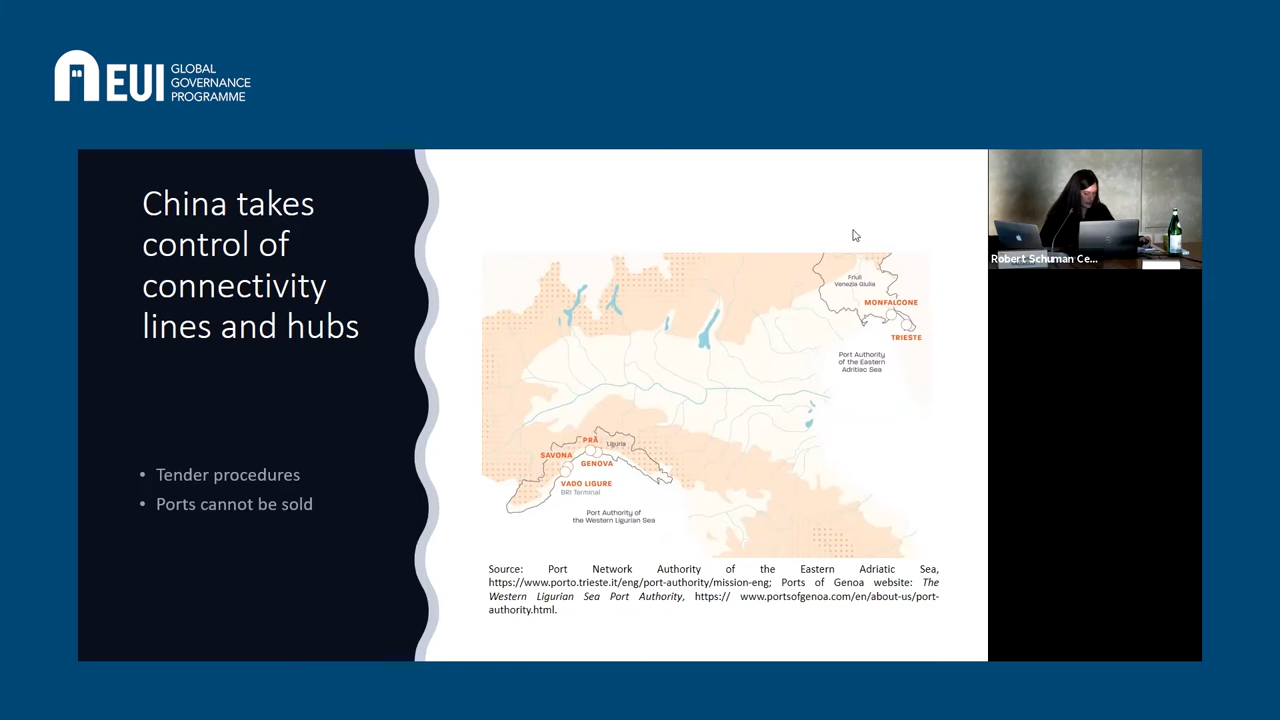 EUI
GLOBAL
GOVERNANCE
PROGRAMME
China takes
control of
connectivity
lines and hubs
• Tender procedures
• Ports cannot be sold
Friuli
Venezia Giulia
MONFALCONE
TRIESTE
Port Authority
of the Eastern
Adriatic Sea
PRÀ
Liguria
SAVONA
GENOVA
VADO LIGURE
BRI Terminal
Port Authority of
the Western Ligurian Sea
Source: Port Network Authority of the Eastern Adriatic Sea,
https://www.porto.trieste.it/eng/port-authority/mission-eng; Ports of Genoa website: The
Western Ligurian Sea Port Authority, https:// www.portsofgenoa.com/en/about-us/port-
authority.html.
Robert Schuman Ce...